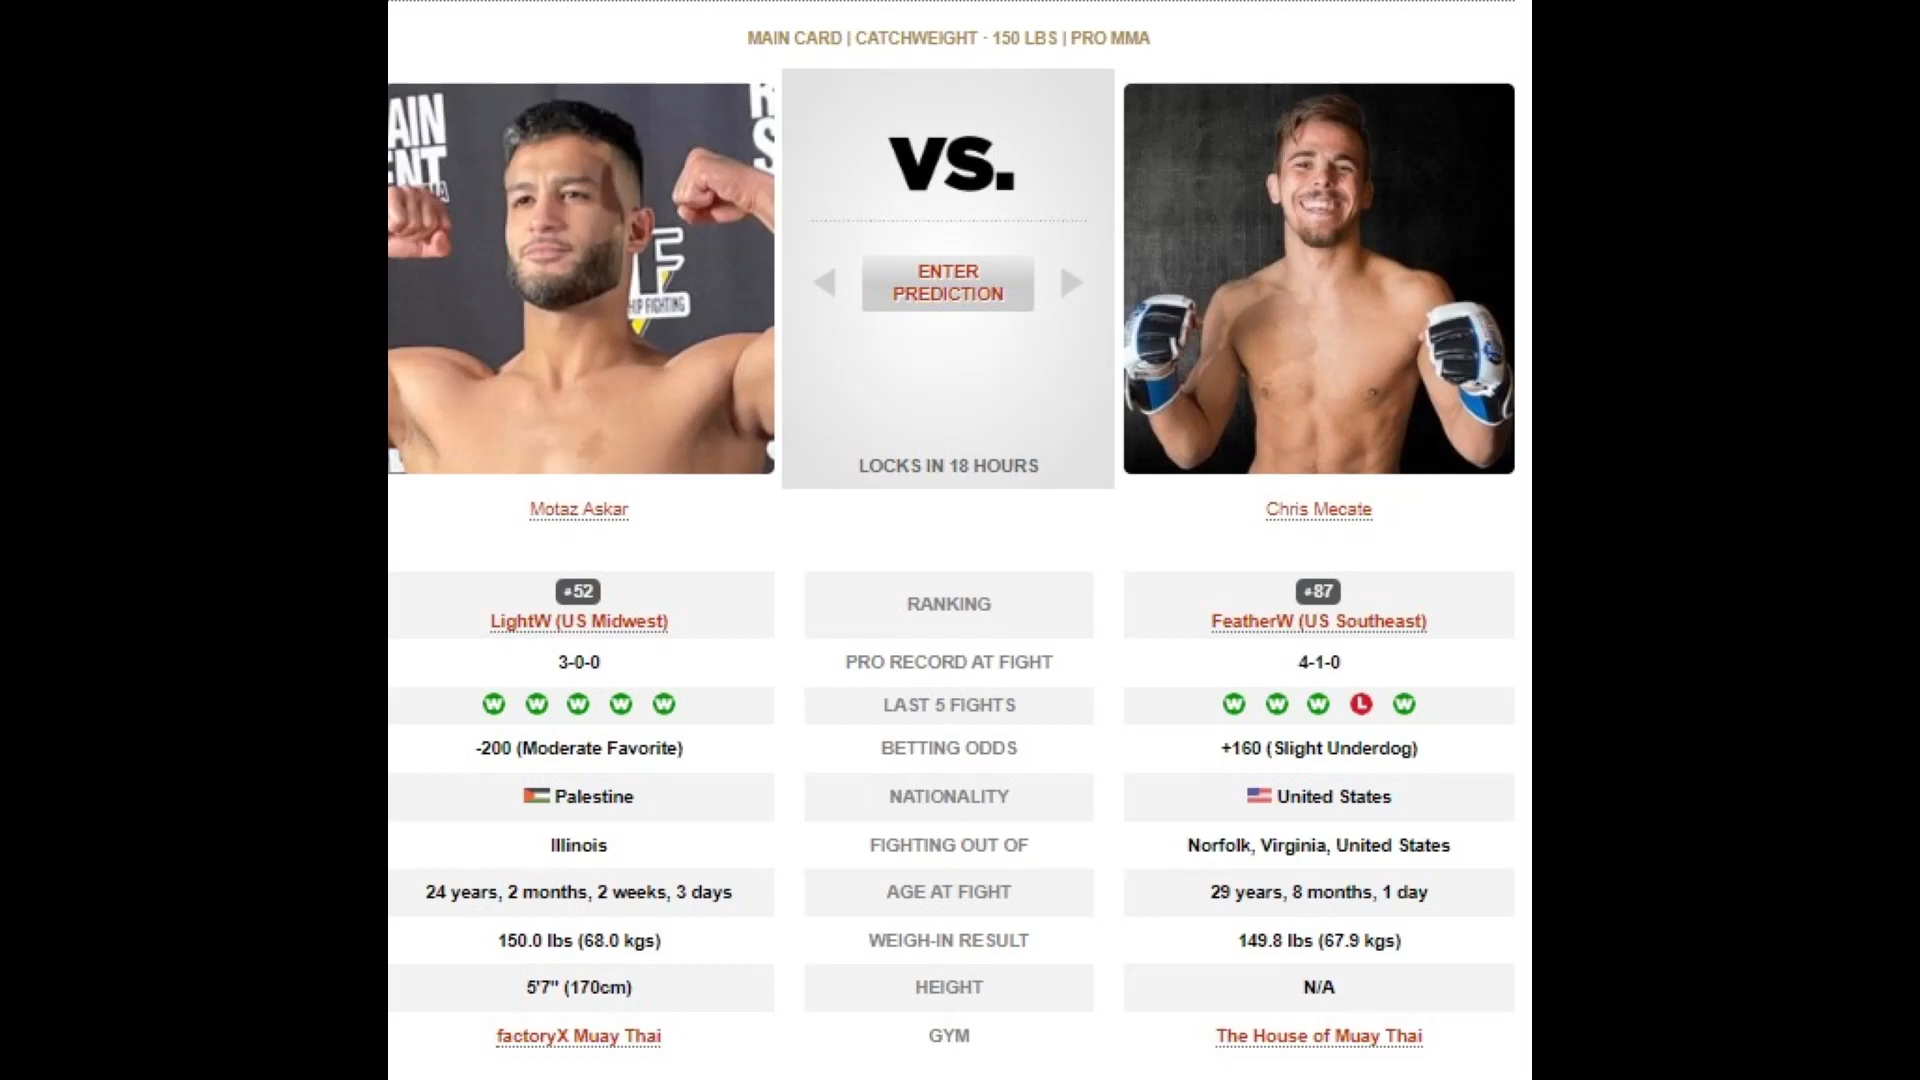 MAIN CARD | CATCHWEIGHT · 150 LBS | PRO MMA
AIN
ENT
VS.
HIP FIGHTING
ENTER
PREDICTION
LOCKS IN 18 HOURS
Motaz Askar
Chris Mecate
#52
LightW (US Midwest)
RANKING
#87
FeatherW (US Southeast)
3-0-0
PRO RECORD AT FIGHT
4-1-0
W W W W W
LAST 5 FIGHTS
W W W L W
-200 (Moderate Favorite)
BETTING ODDS
+160 (Slight Underdog)
Palestine
NATIONALITY
United States
Illinois
FIGHTING OUT OF
Norfolk, Virginia, United States
24 years, 2 months, 2 weeks, 3 days
AGE AT FIGHT
29 years, 8 months, 1 day
150.0 lbs (68.0 kgs)
WEIGH-IN RESULT
149.8 lbs (67.9 kgs)
5'7" (170cm)
HEIGHT
N/A
factoryX Muay Thai
GYM
The House of Muay Thai